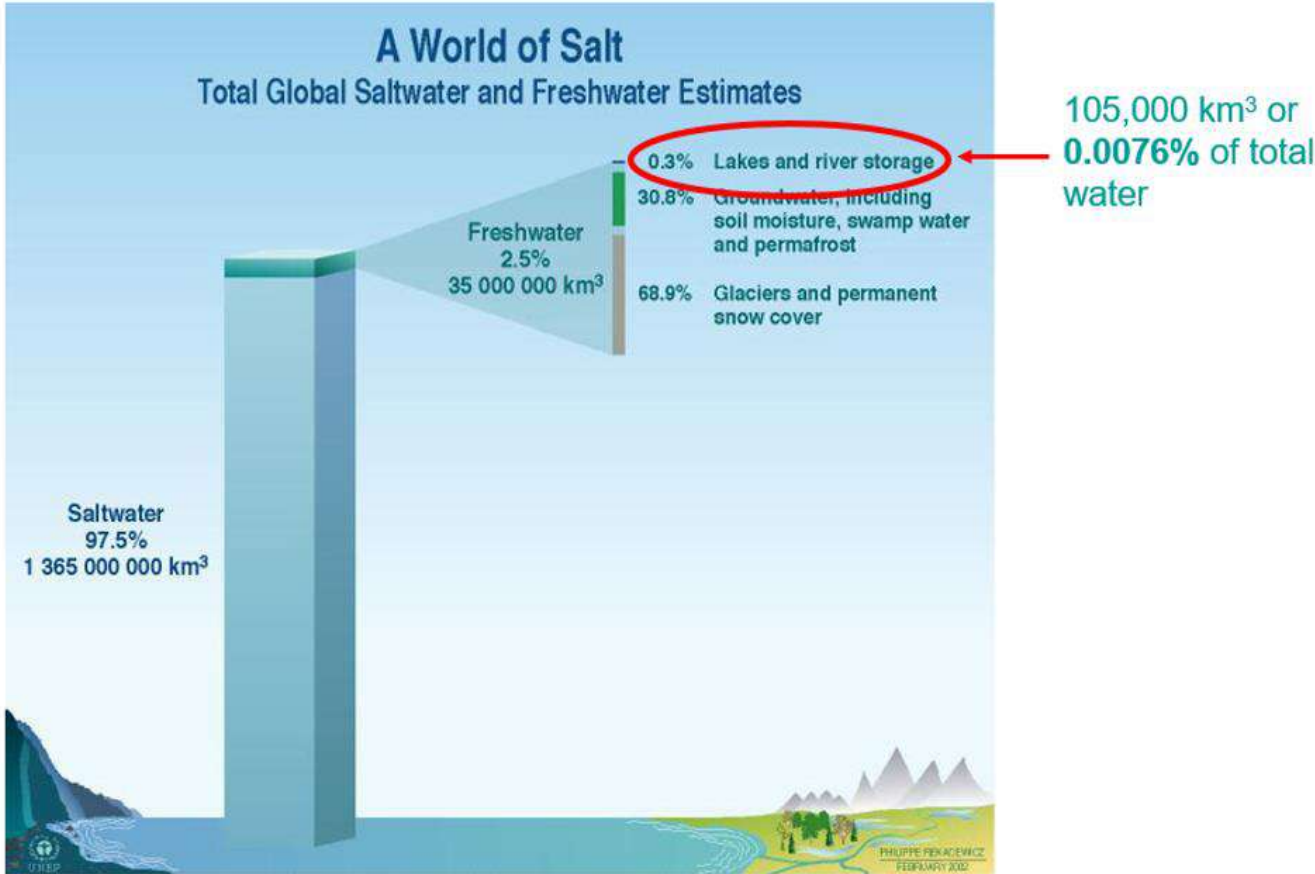 A World of Salt
Total Global Saltwater and Freshwater Estimates
0.3% Lakes and river storage
30.8% Groundwater, including
soil moisture, swamp water
and permafrost
68.9% Glaciers and permanent
snow cover
Freshwater
2.5%
35 000 000 km³
105,000 km³ or
0.0076% of total
water
Saltwater
97.5%
1 365 000 000 km³
UNEP
PHILIPPE REKACEWICZ
FEBRUARY 2002